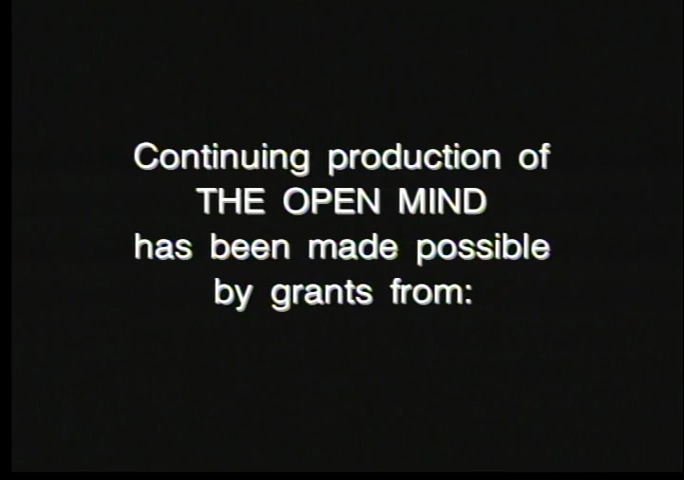 Continuing production of
THE OPEN MIND
has been made possible
by grants from: